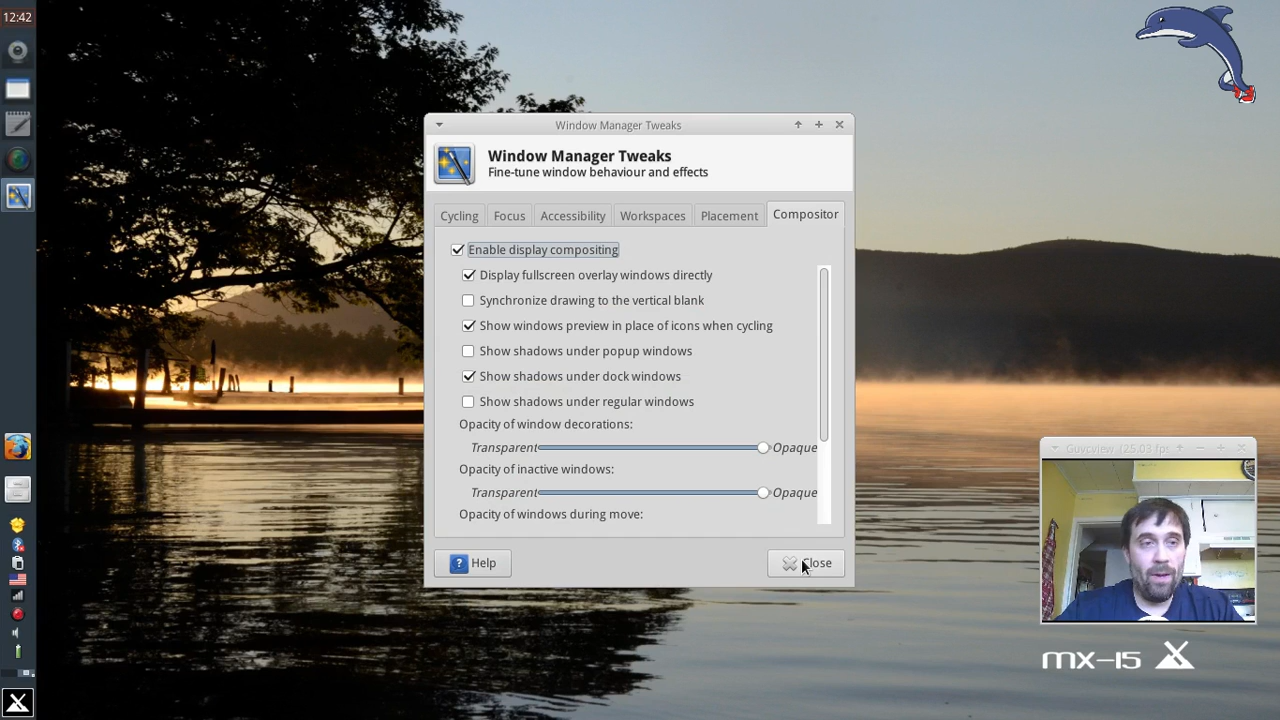 12:42
Window Manager Tweaks
Window Manager Tweaks
Fine-tune window behaviour and effects
Cycling Focus Accessibility Workspaces Placement Compositor
Enable display compositing
Display fullscreen overlay windows directly
Synchronize drawing to the vertical blank
Show windows preview in place of icons when cycling
Show shadows under popup windows
Show shadows under dock windows
Show shadows under regular windows
Opacity of window decorations:
Transparent Opaque
Opacity of inactive windows:
Transparent Opaque
Opacity of windows during move:
? Help
Close
Guvcview (25.03 fps
mx-15